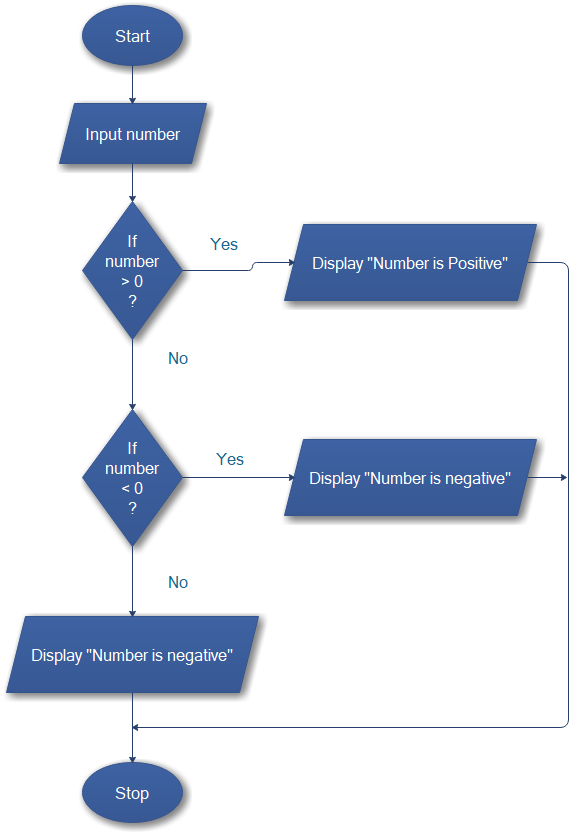 Start
Input number
If
number
> 0
?
Yes
Display "Number is Positive"
No
If
number
< 0
?
Yes
Display "Number is negative"
No
Display "Number is negative"
Stop